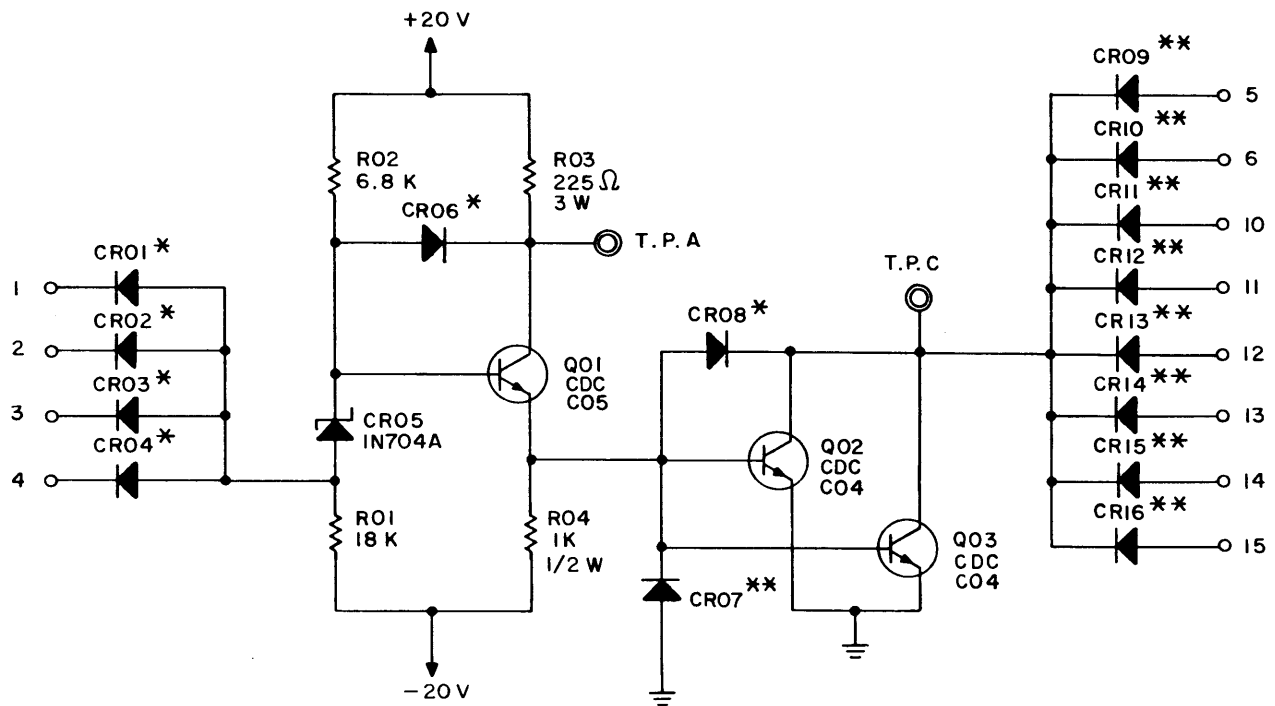 +20 V
R02
6.8 K
R03
225 Ω
3 W
CR06 *
T.P. A
CR01 *
1
CR02 *
2
CR03 *
3
CR04 *
4
CR05
1N704A
Q01
CDC
C05
R01
18 K
R04
1K
1/2 W
-20 V
CR08 *
T.P.C
Q02
CDC
C04
Q03
CDC
C04
CR07 **
CR09 **
5
CR10 **
6
CR11 **
10
CR12 **
11
CR13 **
12
CR14 **
13
CR15 **
14
CR16 **
15